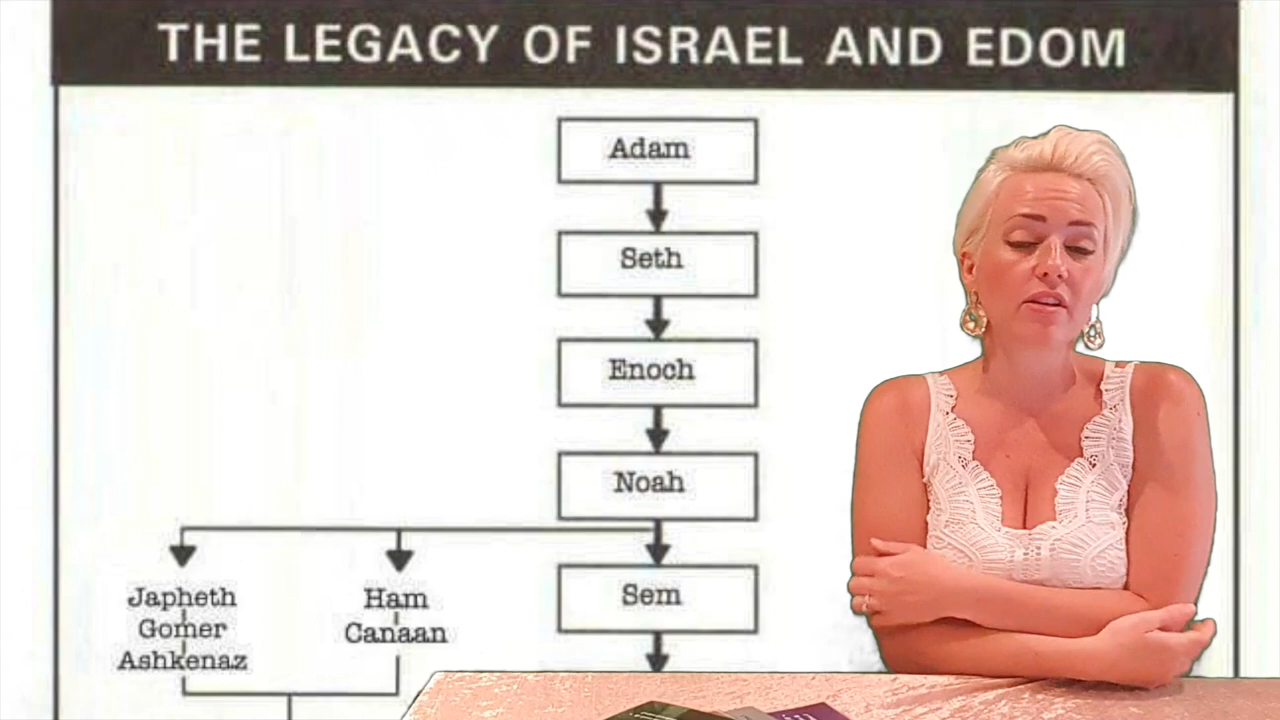 THE LEGACY OF ISRAEL AND EDOM
Adam
Seth
Enoch
Noah
Sem
Japheth
Gomer
Ashkenaz
Ham
Canaan